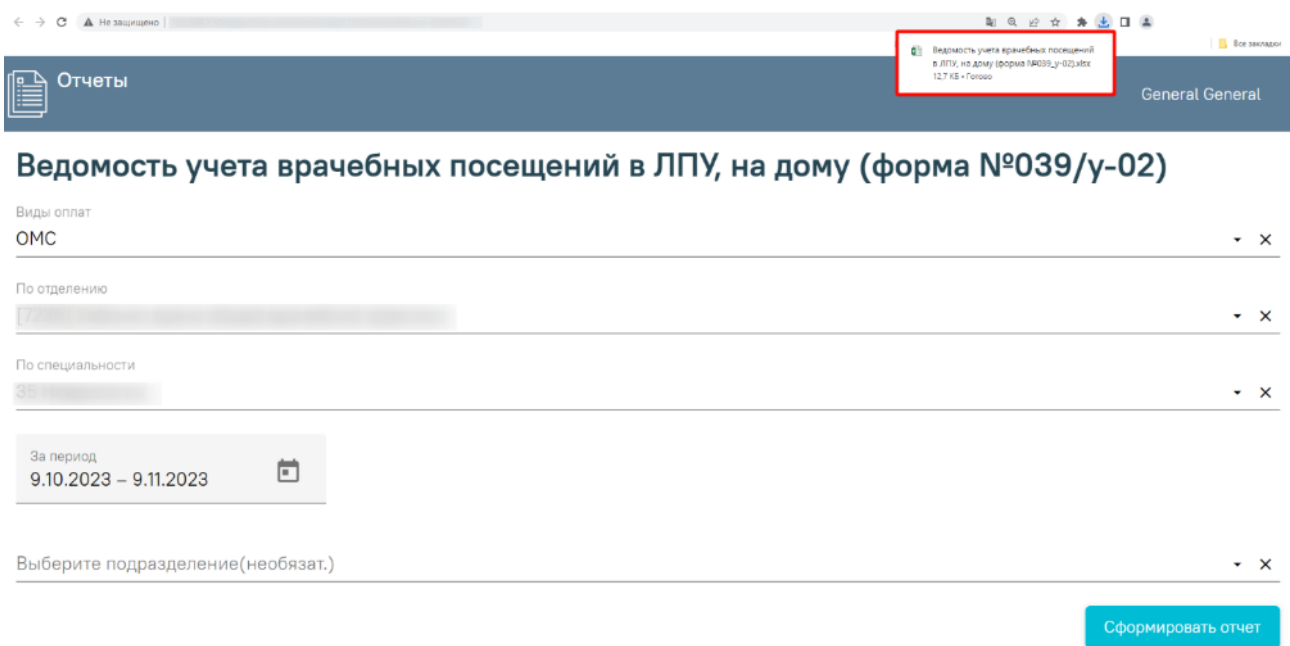 Не защищено
Все закладки
Ведомость учета врачебных посещений
в ЛПУ, на дому (форма №039_у-02).xlsx
12,7 КБ • Готово
Отчеты
General General
Ведомость учета врачебных посещений в ЛПУ, на дому (форма №039/у-02)
Виды оплат
ОМС
По отделению
По специальности
За период
9.10.2023 – 9.11.2023
Выберите подразделение(необязат.)
Сформировать отчет